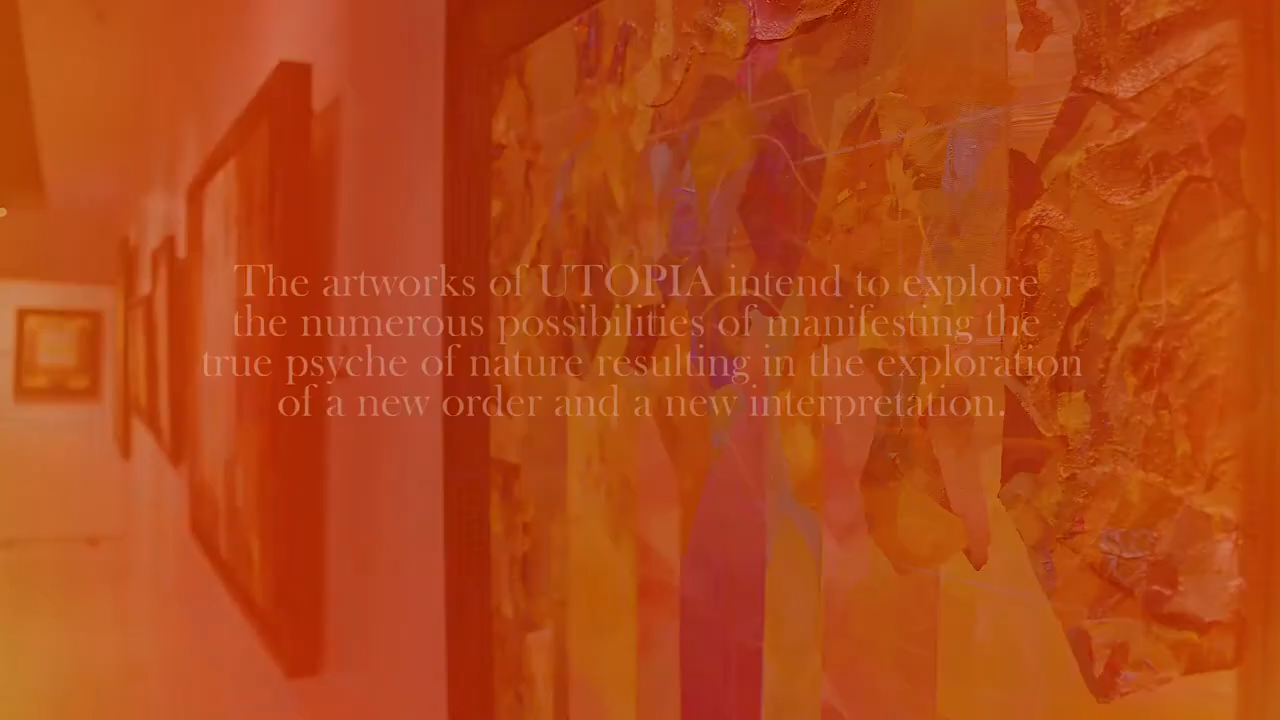 The artworks of UTOPIA intend to explore
the numerous possibilities of manifesting the
true psyche of nature resulting in the exploration
of a new order and a new interpretation.